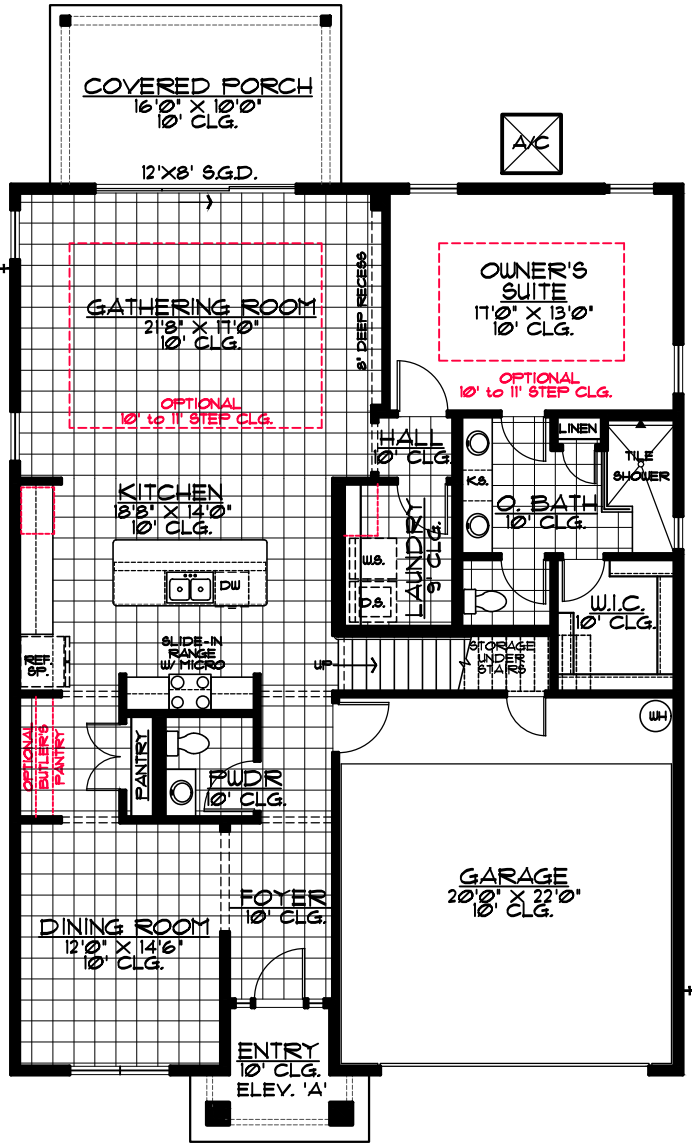 COVERED PORCH
16'0" X 10'0"
10' CLG.
A/C
12'X8' S.G.D.
OWNER'S
SUITE
17'0" X 13'0"
10' CLG.
OPTIONAL
10' to 11' STEP CLG.
8" DEEP RECESS
GATHERING ROOM
21'8" X 17'0"
10' CLG.
OPTIONAL
10' to 11' STEP CLG.
HALL
10' CLG.
LINEN
TILE
SHOWER
K.S.
O. BATH
10' CLG.
KITCHEN
8'8" X 14'0"
10' CLG.
DW
LAUNDRY
9' CLG.
W.S.
D.S.
W.I.C.
10' CLG.
SLIDE-IN
RANGE
W/ MICRO
REF
SP.
UP
STORAGE
UNDER
STAIRS
WH
OPTIONAL
BUTLER'S
PANTRY
PANTRY
PWDR
10' CLG.
GARAGE
20'0" X 22'0"
10' CLG.
FOYER
10' CLG.
DINING ROOM
12'0" X 14'6"
10' CLG.
ENTRY
10' CLG.
ELEV. 'A'